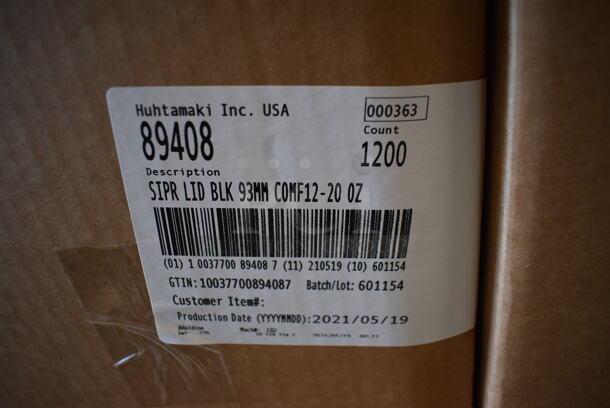 Huhtamaki Inc. USA
000363
89408
Count
1200
Description
SIPR LID BLK 93MM COMF12-20 OZ
(01) 1 0037700 89408 7 (11) 210519 (10) 601154
GTIN: 10037700894087 Batch/Lot: 601154
Customer Item#:
Production Date (YYYYMMDD): 2021/05/19